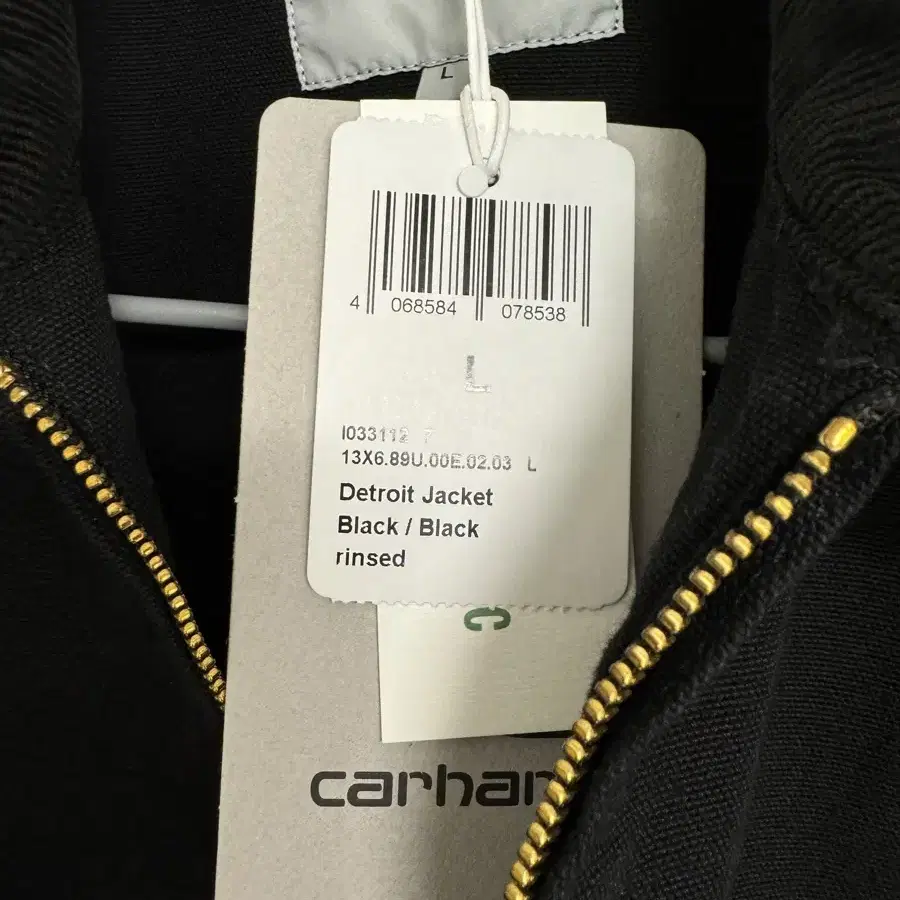 L
4 068584 078538
L
I033112
13X6.89U.00E.02.03 L
Detroit Jacket
Black / Black
rinsed
C
carhar